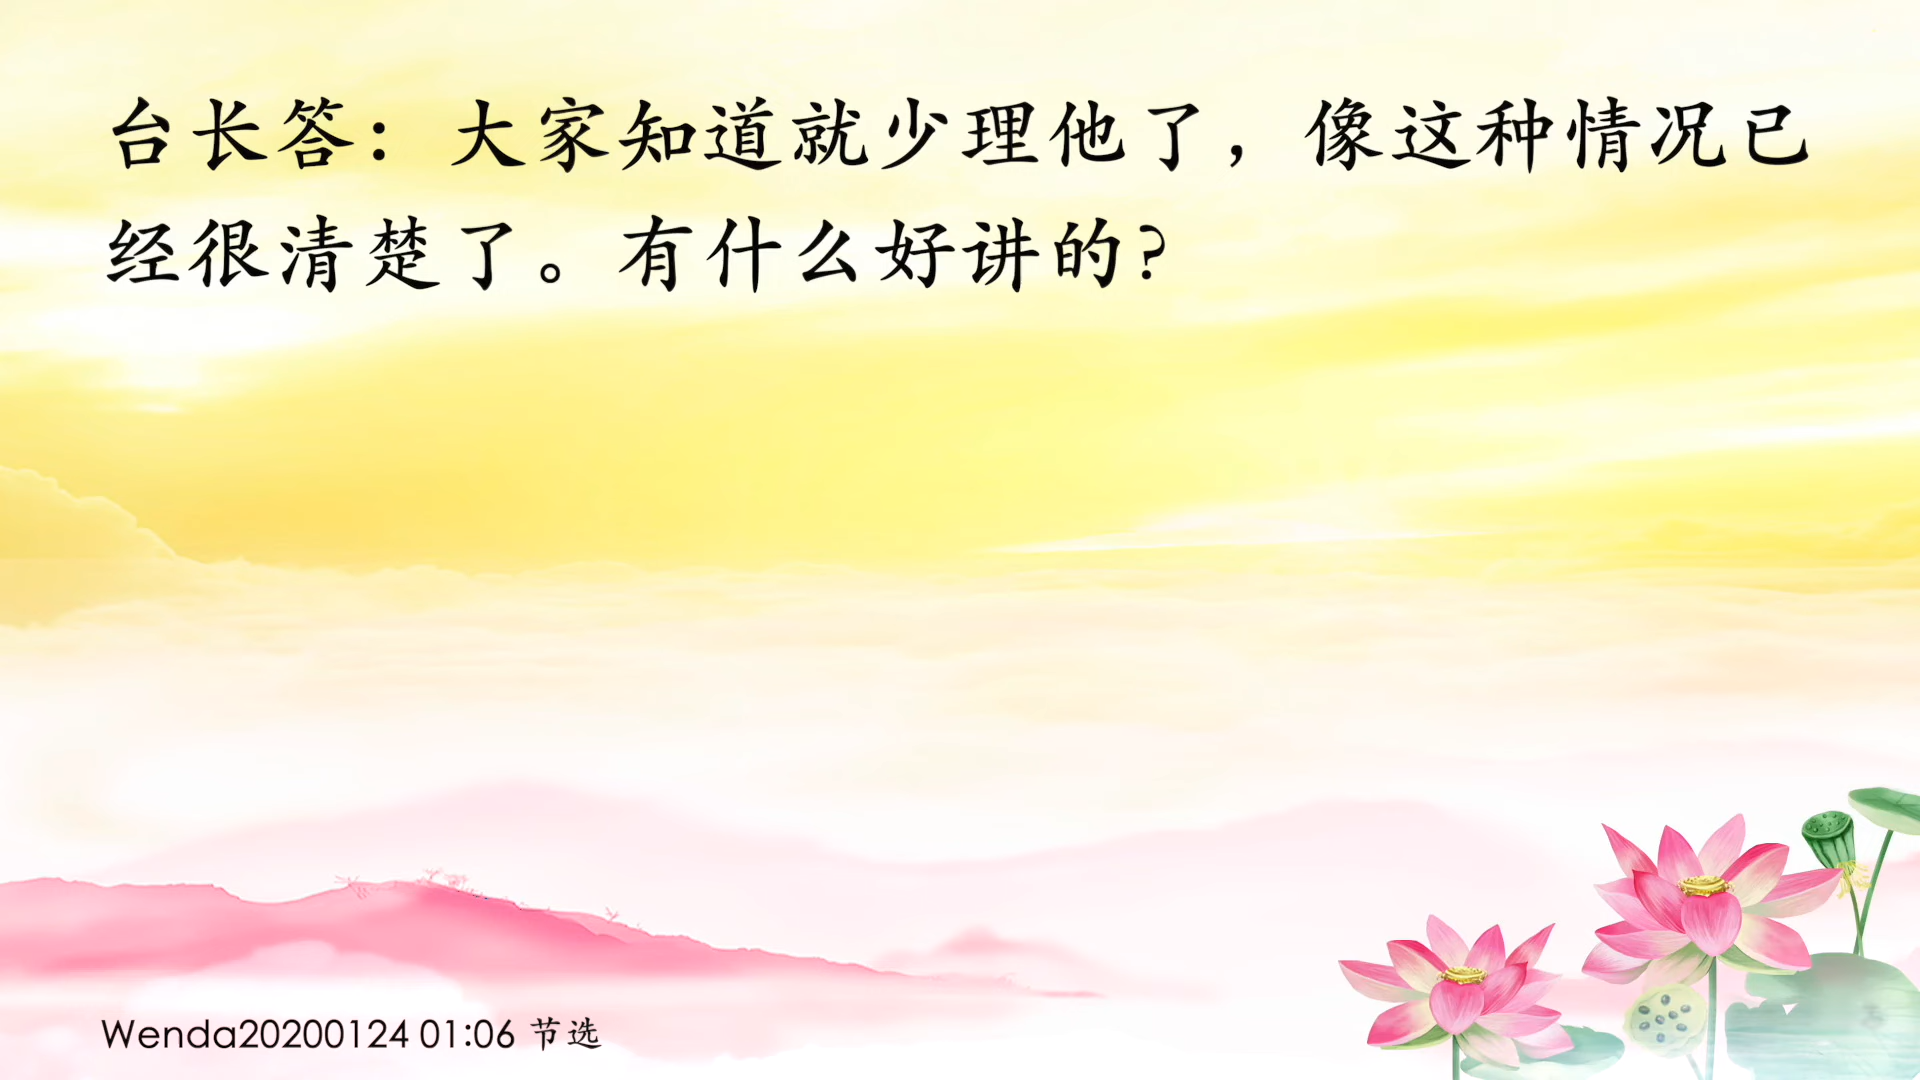 台长答：大家知道就少理他了，像这种情况已
经很清楚了。有什么好讲的?
Wenda20200124 01:06 节选